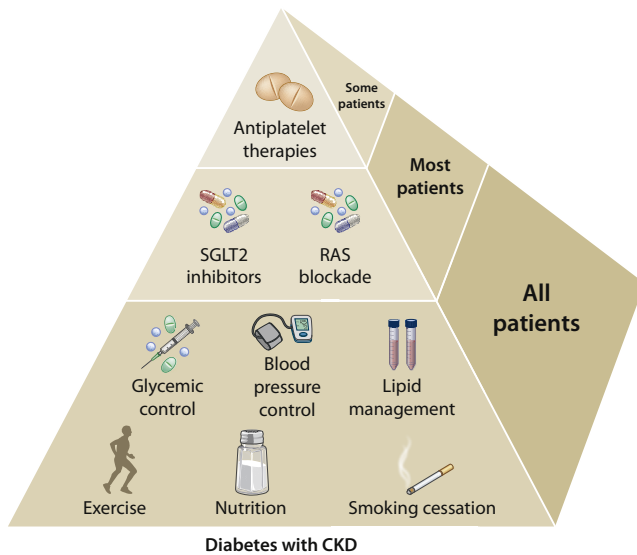 Some
patients
Antiplatelet
therapies
Most
patients
SGLT2
inhibitors
RAS
blockade
All
patients
Glycemic
control
Blood
pressure
control
Lipid
management
Exercise
Nutrition
Smoking cessation
Diabetes with CKD